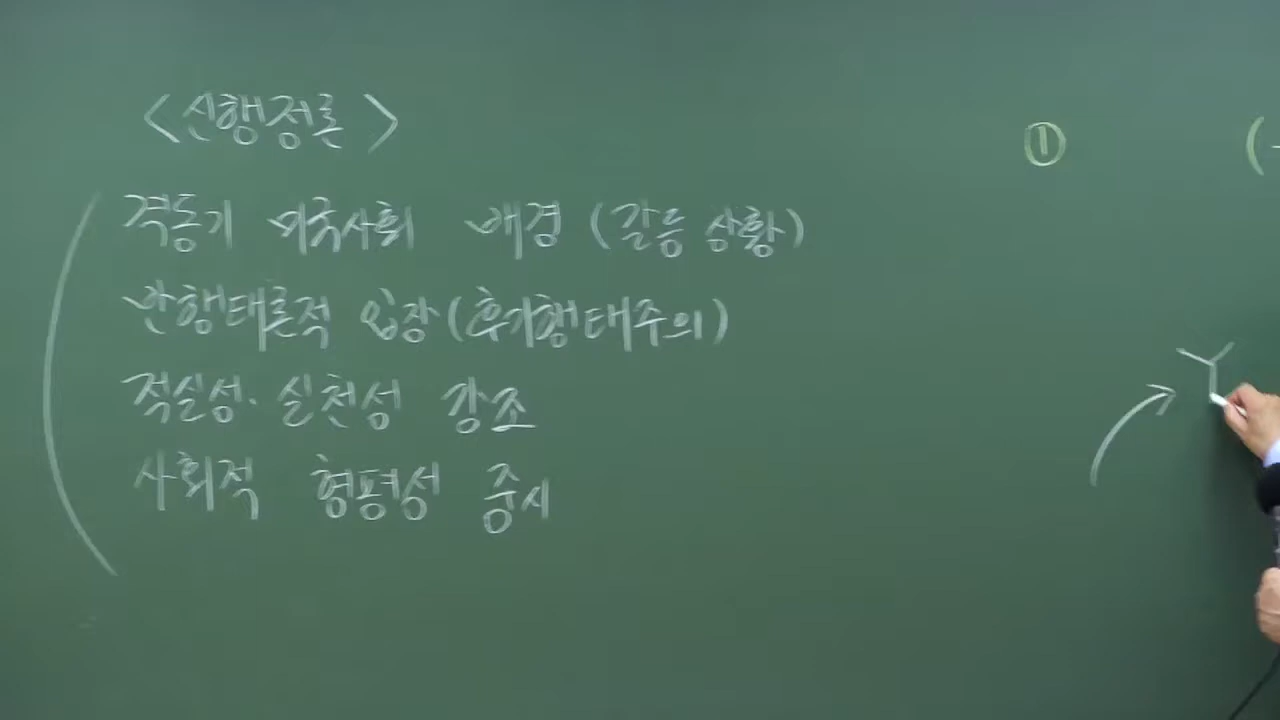 <신행정론>
격동기 미국사회 배경 (갈등 상황)
반행태론적 입장 (후기행태주의)
적실성·실천성 강조
사회적 형평성 중시
①
(